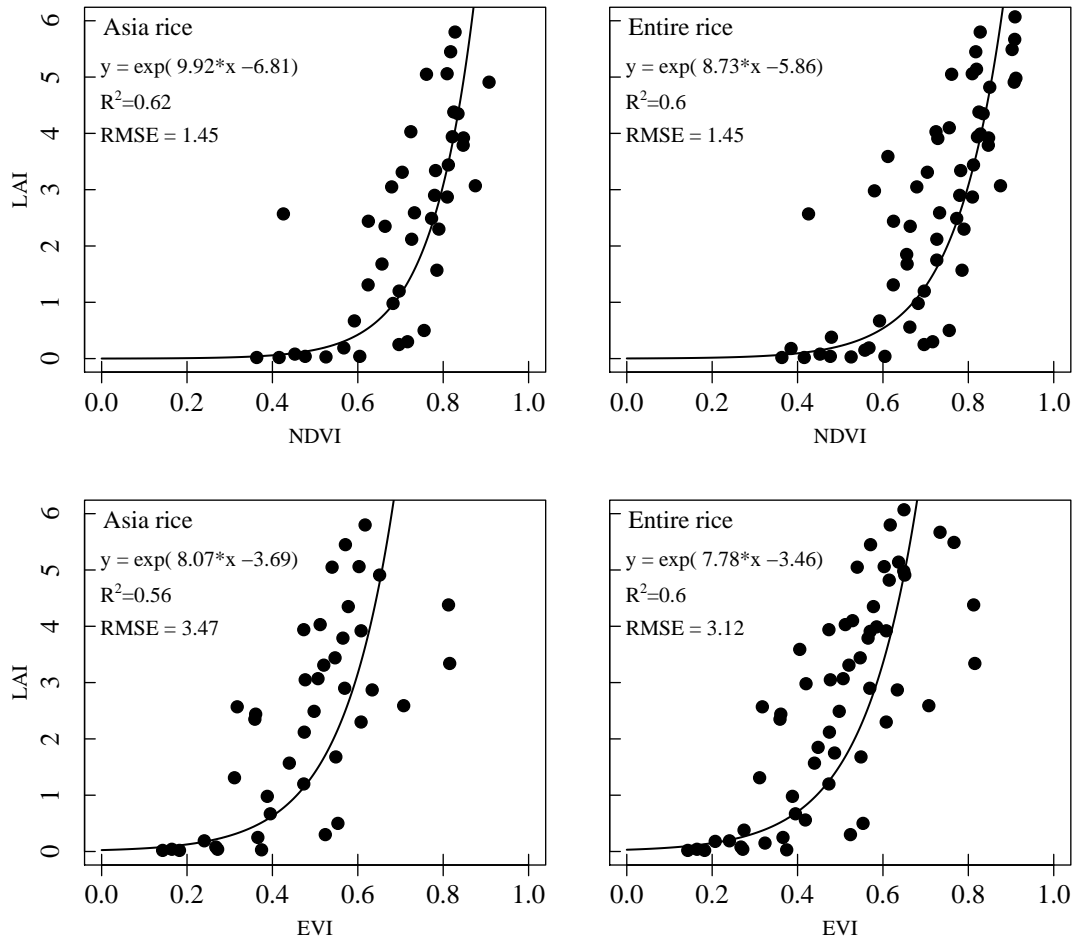 Asia rice
y = exp( 9.92*x −6.81)
R²=0.62
RMSE = 1.45
LAI
0 1 2 3 4 5 6
0.0 0.2 0.4 0.6 0.8 1.0
NDVI
Entire rice
y = exp( 8.73*x −5.86)
R²=0.6
RMSE = 1.45
0.0 0.2 0.4 0.6 0.8 1.0
NDVI
Asia rice
y = exp( 8.07*x −3.69)
R²=0.56
RMSE = 3.47
LAI
0 1 2 3 4 5 6
0.0 0.2 0.4 0.6 0.8 1.0
EVI
Entire rice
y = exp( 7.78*x −3.46)
R²=0.6
RMSE = 3.12
0.0 0.2 0.4 0.6 0.8 1.0
EVI